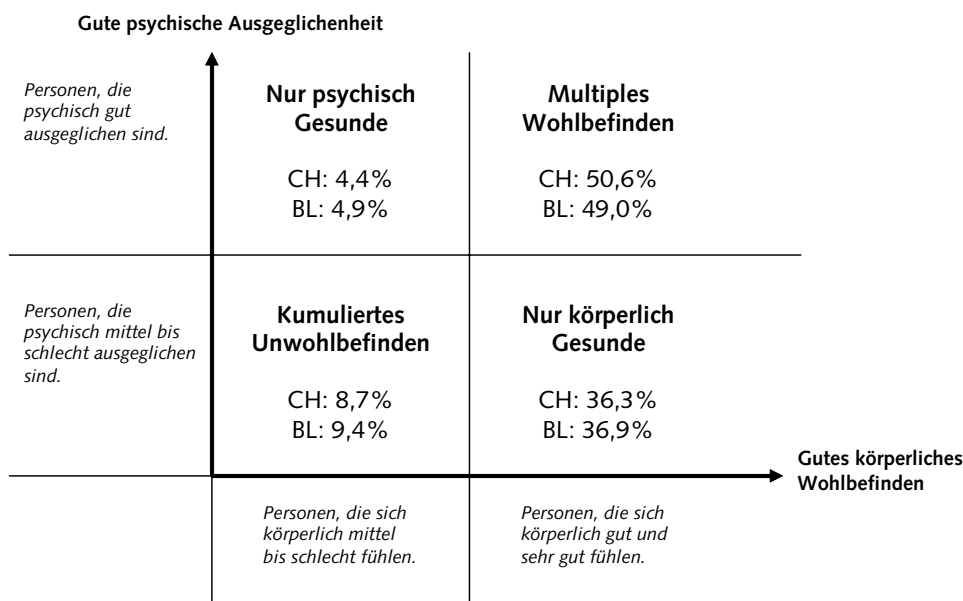 Gute psychische Ausgeglichenheit
Personen, die
psychisch gut
ausgeglichen sind.
Nur psychisch
Gesunde
CH: 4,4%
BL: 4,9%
Multiples
Wohlbefinden
CH: 50,6%
BL: 49,0%
Personen, die
psychisch mittel bis
schlecht ausgeglichen
sind.
Kumuliertes
Unwohlbefinden
CH: 8,7%
BL: 9,4%
Nur körperlich
Gesunde
CH: 36,3%
BL: 36,9%
Gutes körperliches
Wohlbefinden
Personen, die sich
körperlich mittel
bis schlecht fühlen.
Personen, die sich
körperlich gut und
sehr gut fühlen.